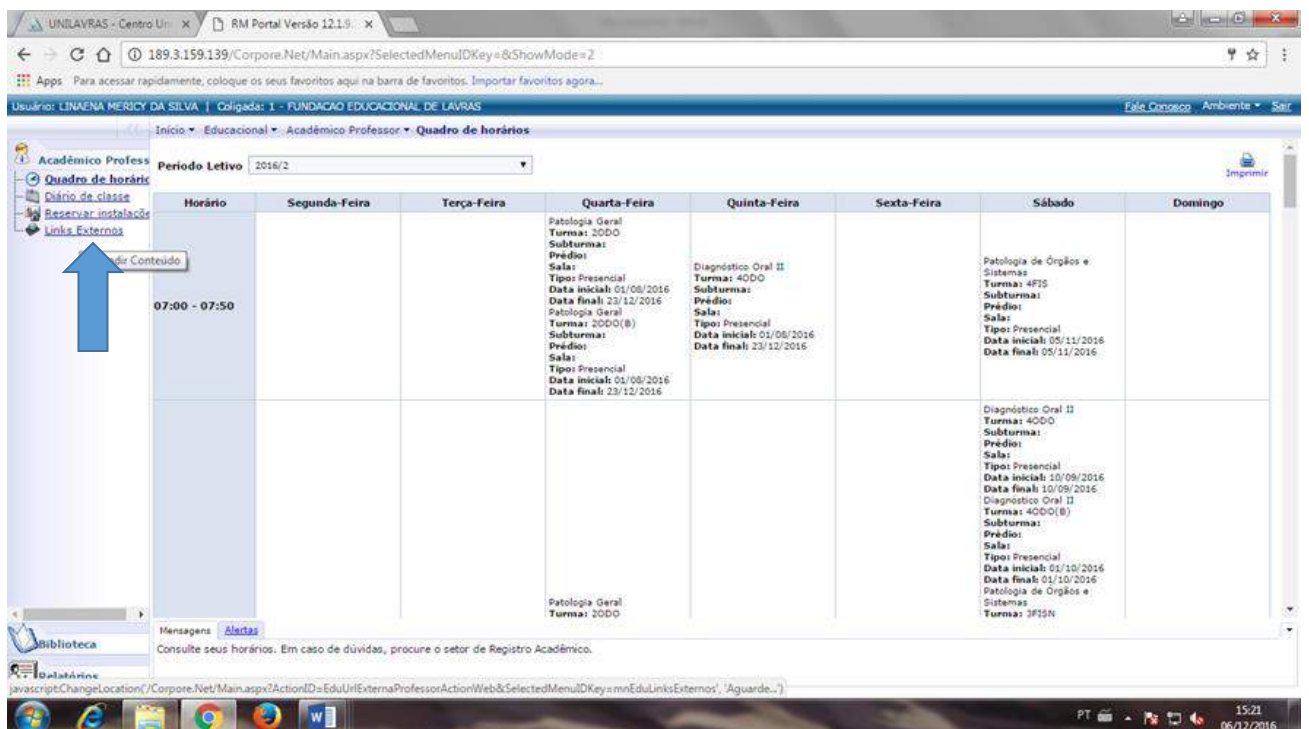 UNILAVRAS - Centro Uni
RM Portal Versão 12.1.9.
189.3.159.139/Corpore.Net/Main.aspx?SelectedMenuIDKey=&ShowMode=2
Apps Para acessar rapidamente, coloque os seus favoritos aqui na barra de favoritos. Importar favoritos agora...
Usuário: LINAENA MERICY DA SILVA | Coligada: 1 - FUNDACAO EDUCACIONAL DE LAVRAS
Fale Conosco Ambiente Sair
Início Educacional Acadêmico Professor Quadro de horários
Acadêmico Profess
Quadro de horáric
Diário de classe
Reservar instalaçõe
Links Externos
dir Conteúdo
Periodo Letivo 2016/2
Imprimir
Horário Segunda-Feira Terça-Feira Quarta-Feira Quinta-Feira Sexta-Feira Sábado Domingo
07:00 - 07:50
Patologia Geral
Turma: 2ODO
Subturma:
Prédio:
Sala:
Tipo: Presencial
Data inicial: 01/08/2016
Data final: 23/12/2016
Patologia Geral
Turma: 2ODO(B)
Subturma:
Prédio:
Sala:
Tipo: Presencial
Data inicial: 01/08/2016
Data final: 23/12/2016
Diagnóstico Oral II
Turma: 4ODO
Subturma:
Prédio:
Sala:
Tipo: Presencial
Data inicial: 01/08/2016
Data final: 23/12/2016
Patologia de Órgãos e
Sistemas
Turma: 4FIS
Subturma:
Prédio:
Sala:
Tipo: Presencial
Data inicial: 05/11/2016
Data final: 05/11/2016
Patologia Geral
Turma: 2ODO
Diagnóstico Oral II
Turma: 4ODO
Subturma:
Prédio:
Sala:
Tipo: Presencial
Data inicial: 10/09/2016
Data final: 10/09/2016
Diagnóstico Oral II
Turma: 4ODO(B)
Subturma:
Prédio:
Sala:
Tipo: Presencial
Data inicial: 01/10/2016
Data final: 01/10/2016
Patologia de Órgãos e
Sistemas
Turma: 3FISN
Biblioteca
Relatórios
Mensagens Alertas
Consulte seus horários. Em caso de dúvidas, procure o setor de Registro Acadêmico.
javascript:ChangeLocation('/Corpore.Net/Main.aspx?ActionID=EduUrlExternaProfessorActionWeb&SelectedMenuIDKey=mnEduLinksExternos', 'Aguarde...')
PT
15:21
06/12/2016